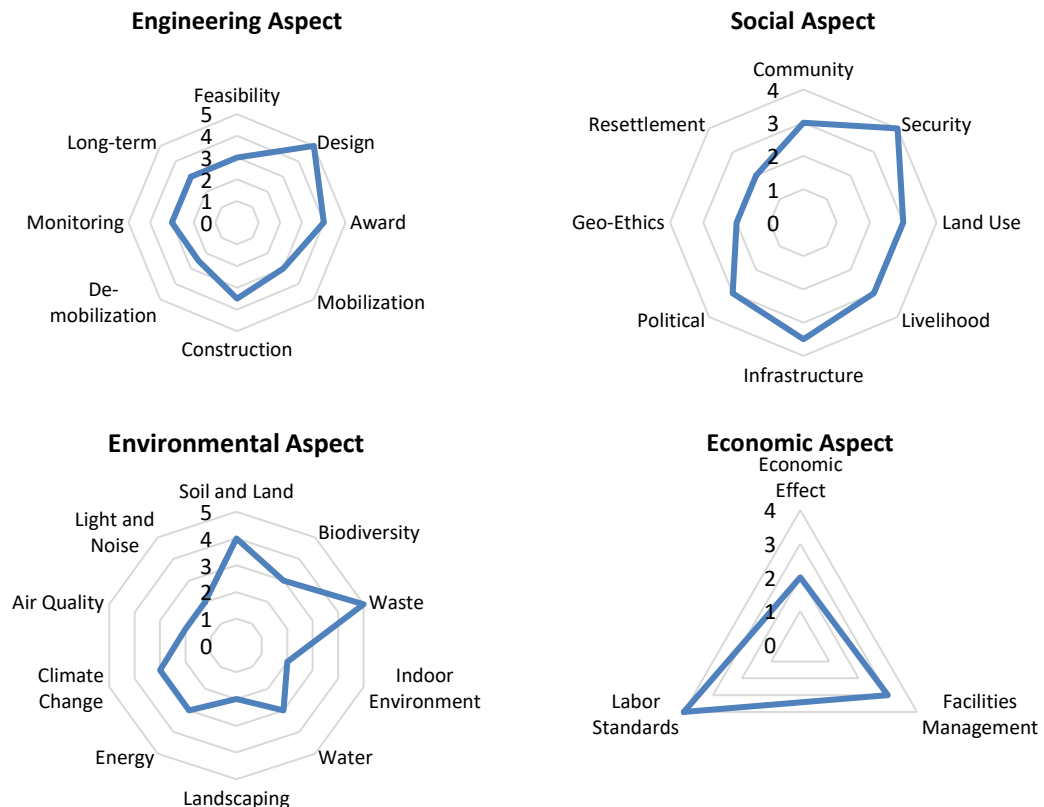 Engineering Aspect
Feasibility
5
4
3
2
1
0
Design
Award
Mobilization
Construction
De-
mobilization
Monitoring
Long-term
Social Aspect
Community
4
3
2
1
0
Security
Land Use
Livelihood
Infrastructure
Political
Geo-Ethics
Resettlement
Environmental Aspect
Soil and Land
5
4
3
2
1
0
Biodiversity
Waste
Indoor
Environment
Water
Landscaping
Energy
Climate
Change
Air Quality
Light and
Noise
Economic Aspect
Economic
Effect
4
3
2
1
0
Facilities
Management
Labor
Standards